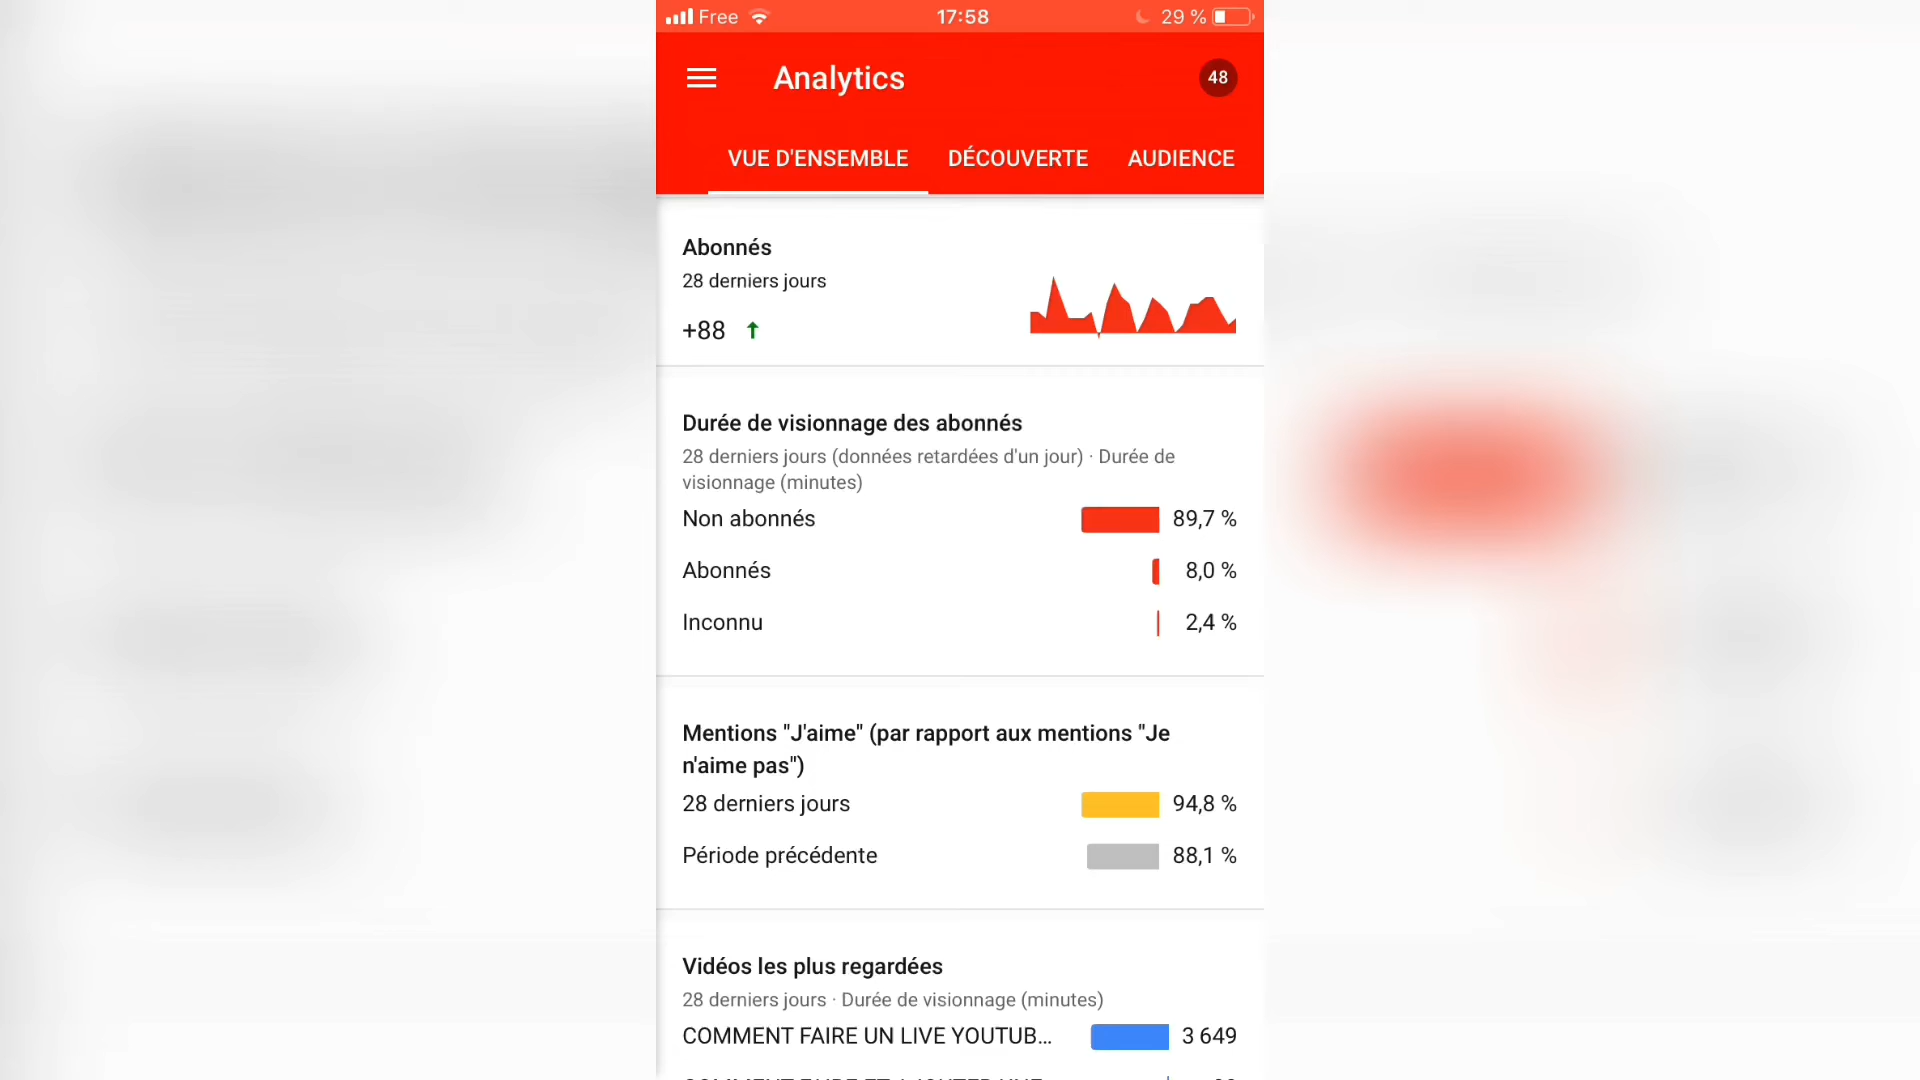 Free 17:58 29 %
Analytics 48
VUE D'ENSEMBLE DÉCOUVERTE AUDIENCE
Abonnés
28 derniers jours
+88
Durée de visionnage des abonnés
28 derniers jours (données retardées d'un jour) · Durée de
visionnage (minutes)
Non abonnés 89,7 %
Abonnés 8,0 %
Inconnu 2,4 %
Mentions "J'aime" (par rapport aux mentions "Je
n'aime pas")
28 derniers jours 94,8 %
Période précédente 88,1 %
Vidéos les plus regardées
28 derniers jours · Durée de visionnage (minutes)
COMMENT FAIRE UN LIVE YOUTUB... 3 649